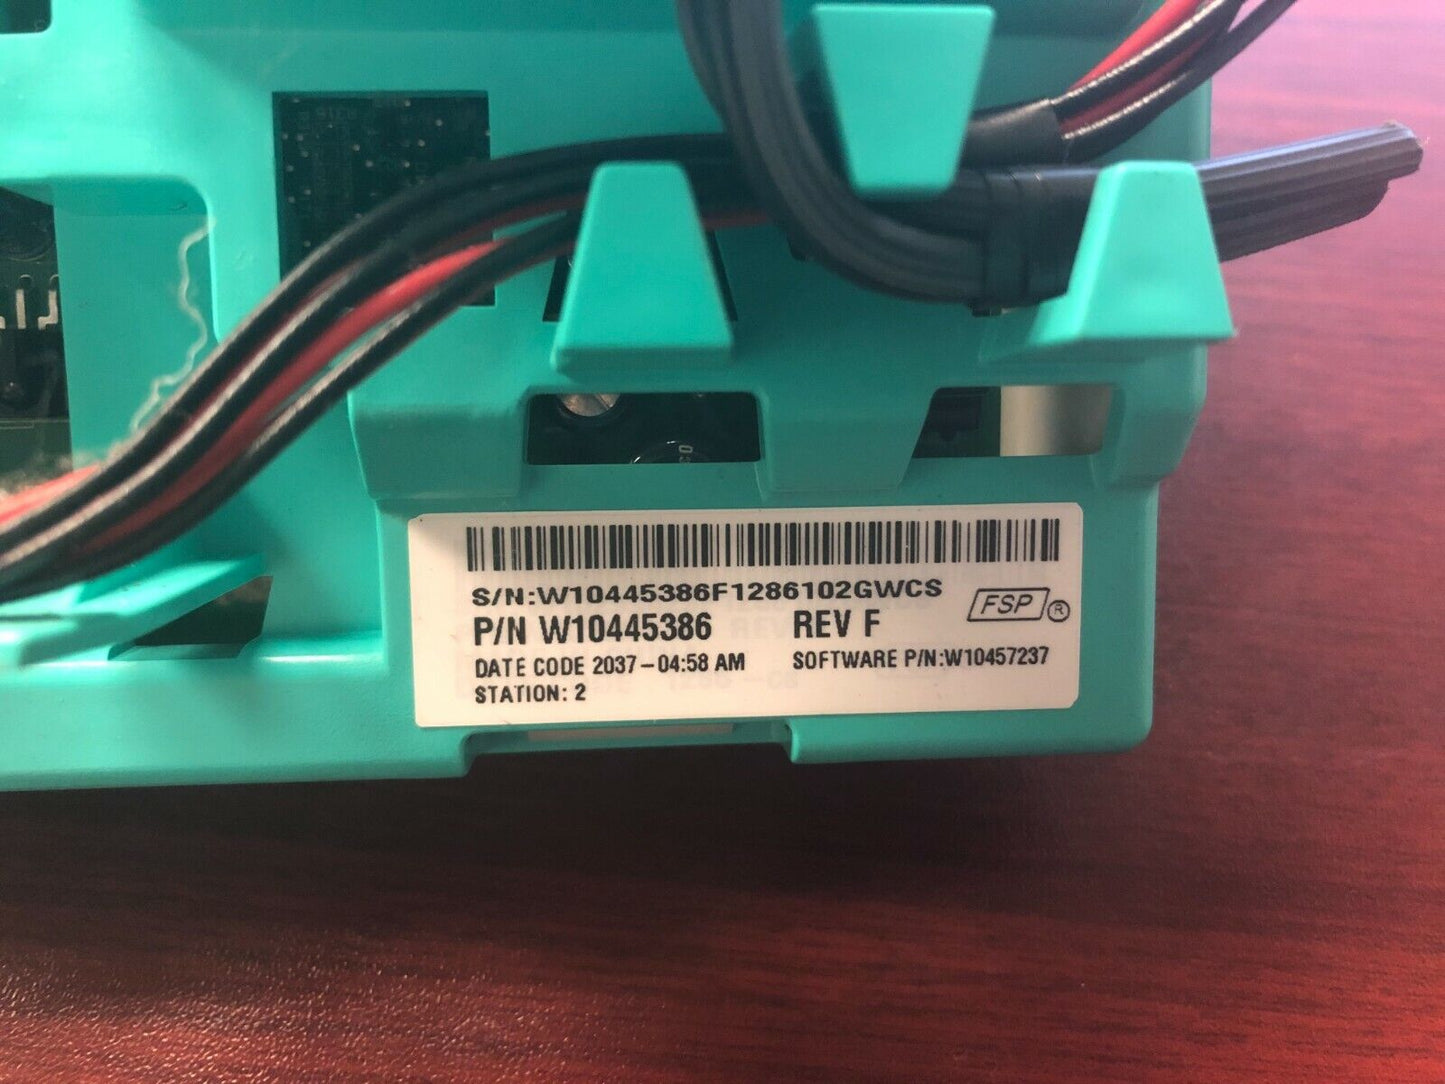 S/N:W10445386F1286102GWCS
FSP ®
P/N W10445386 REV F
DATE CODE 2037-04:58 AM SOFTWARE P/N:W10457237
STATION: 2